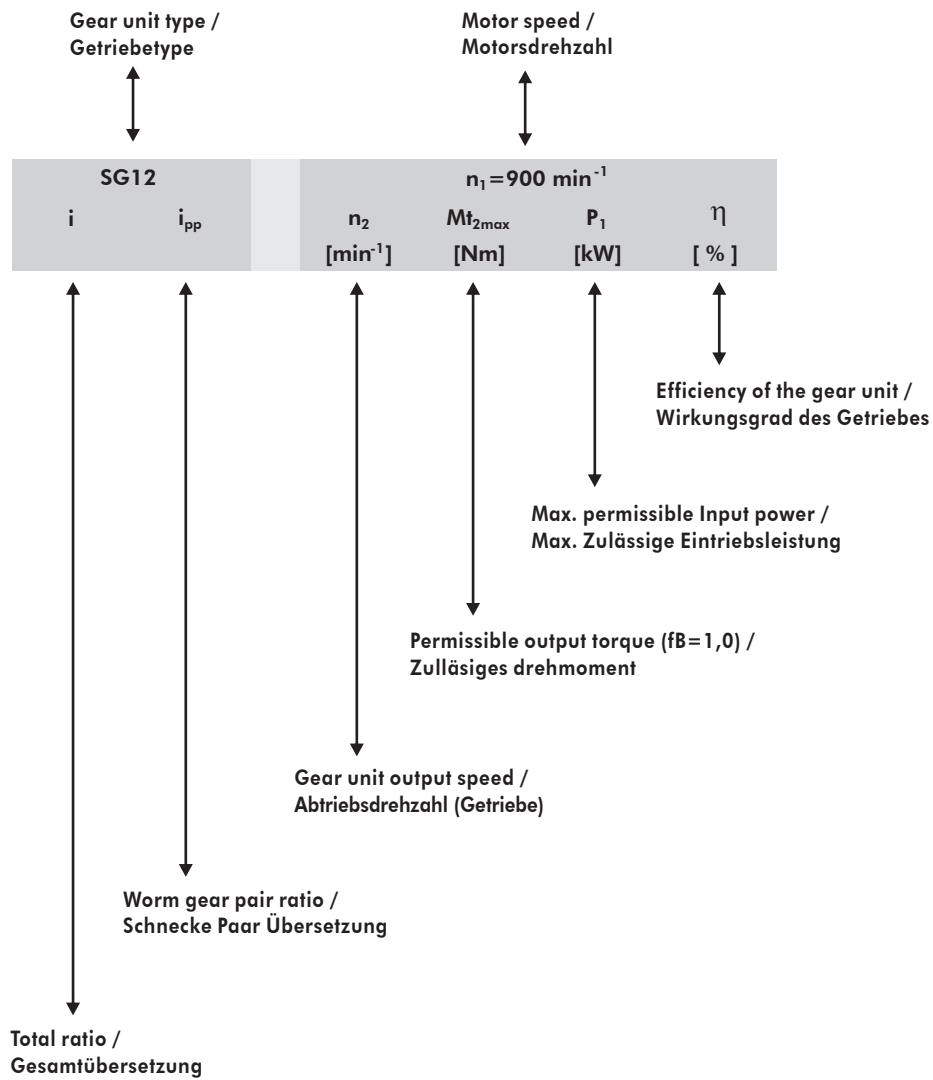 Gear unit type /
Getriebetype
Motor speed /
Motorsdrehzahl
SG12
n₁=900 min⁻¹
i
i_pp
n₂
Mt₂max
P₁
η
[min⁻¹]
[Nm]
[kW]
[ % ]
Efficiency of the gear unit /
Wirkungsgrad des Getriebes
Max. permissible Input power /
Max. Zulässige Eintriebsleistung
Permissible output torque (fB=1,0) /
Zulläsiges drehmoment
Gear unit output speed /
Abtriebsdrehzahl (Getriebe)
Worm gear pair ratio /
Schnecke Paar Übersetzung
Total ratio /
Gesamtübersetzung